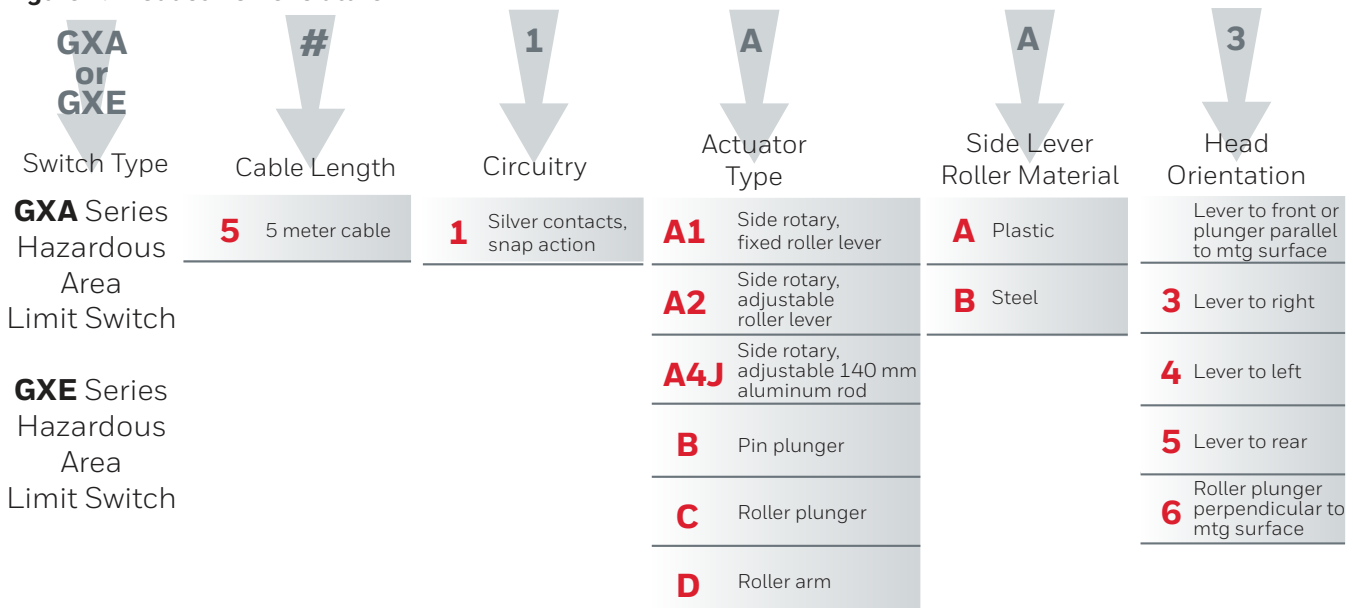 GXA
or
GXE
#
1
A
A
3
Switch Type
Cable Length
Circuitry
Actuator
Type
Side Lever
Roller Material
Head
Orientation
GXA Series
Hazardous
Area
Limit Switch
GXE Series
Hazardous
Area
Limit Switch
5 5 meter cable
1 Silver contacts,
snap action
A1 Side rotary,
fixed roller lever
A2 Side rotary,
adjustable
roller lever
A4J Side rotary,
adjustable 140 mm
aluminum rod
B Pin plunger
C Roller plunger
D Roller arm
A Plastic
B Steel
Lever to front or
plunger parallel
to mtg surface
3 Lever to right
4 Lever to left
5 Lever to rear
6 Roller plunger
perpendicular to
mtg surface